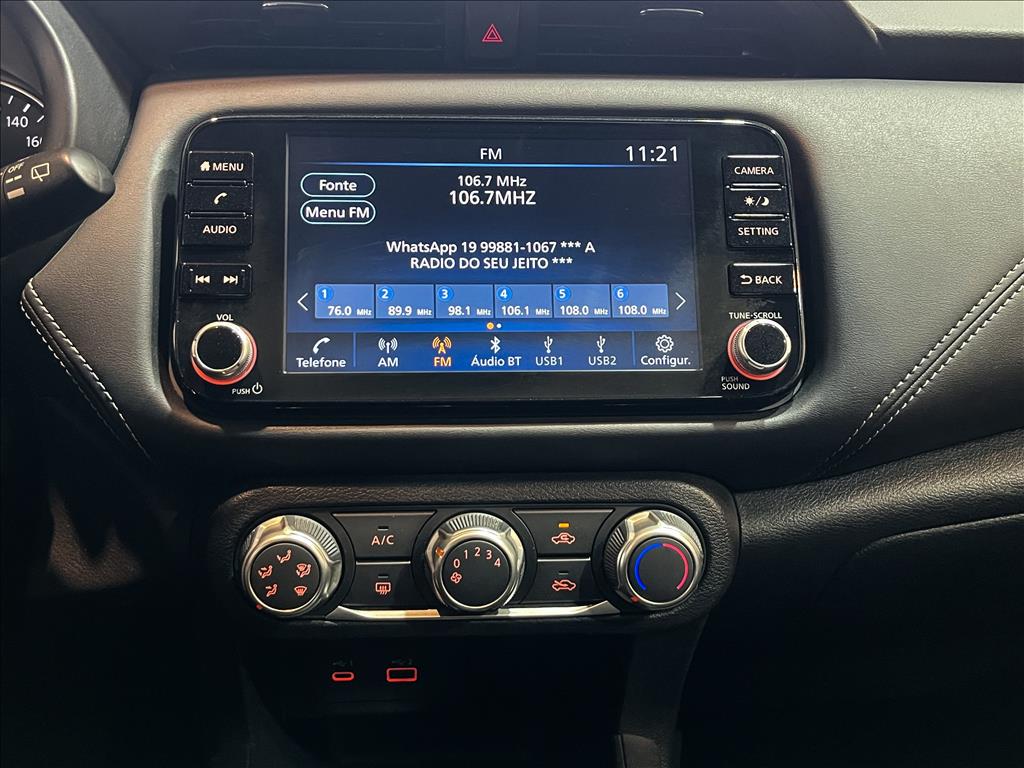 140
160
OFF
MENU
AUDIO
VOL
PUSH
FM
11:21
Fonte
Menu FM
106.7 MHz
106.7MHZ
WhatsApp 19 99881-1067 *** A
RADIO DO SEU JEITO ***
1 2 3 4 5 6
76.0 MHz 89.9 MHz 98.1 MHz 106.1 MHz 108.0 MHz 108.0 MHz
Telefone AM FM Áudio BT USB1 USB2 Configur.
CAMERA
SETTING
BACK
TUNE•SCROLL
PUSH
SOUND
A/C
0 1 2 3 4
1 2